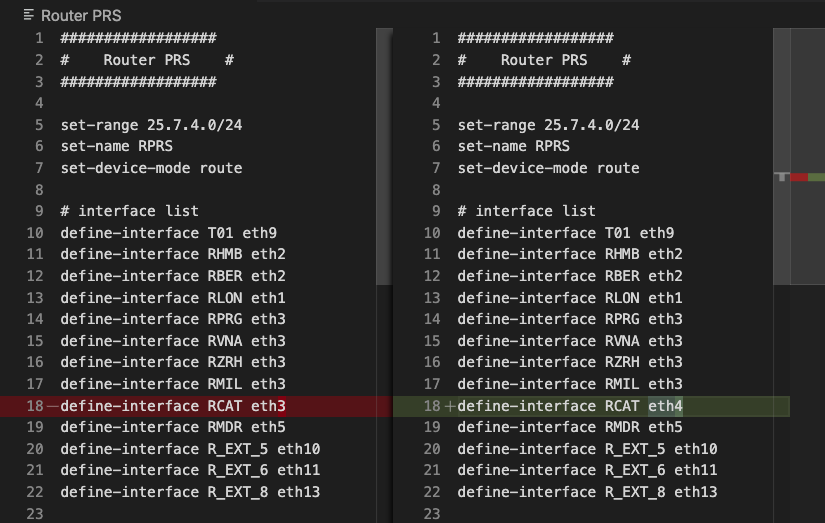 Router PRS
1 ##################
2 #    Router PRS    #
3 ##################
4
5 set-range 25.7.4.0/24
6 set-name RPRS
7 set-device-mode route
8
9 # interface list
10 define-interface T01 eth9
11 define-interface RHMB eth2
12 define-interface RBER eth2
13 define-interface RLON eth1
14 define-interface RPRG eth3
15 define-interface RVNA eth3
16 define-interface RZRH eth3
17 define-interface RMIL eth3
18 — define-interface RCAT eth3
19 define-interface RMDR eth5
20 define-interface R_EXT_5 eth10
21 define-interface R_EXT_6 eth11
22 define-interface R_EXT_8 eth13
23
1 ##################
2 #    Router PRS    #
3 ##################
4
5 set-range 25.7.4.0/24
6 set-name RPRS
7 set-device-mode route
8
9 # interface list
10 define-interface T01 eth9
11 define-interface RHMB eth2
12 define-interface RBER eth2
13 define-interface RLON eth1
14 define-interface RPRG eth3
15 define-interface RVNA eth3
16 define-interface RZRH eth3
17 define-interface RMIL eth3
18 + define-interface RCAT eth4
19 define-interface RMDR eth5
20 define-interface R_EXT_5 eth10
21 define-interface R_EXT_6 eth11
22 define-interface R_EXT_8 eth13
23